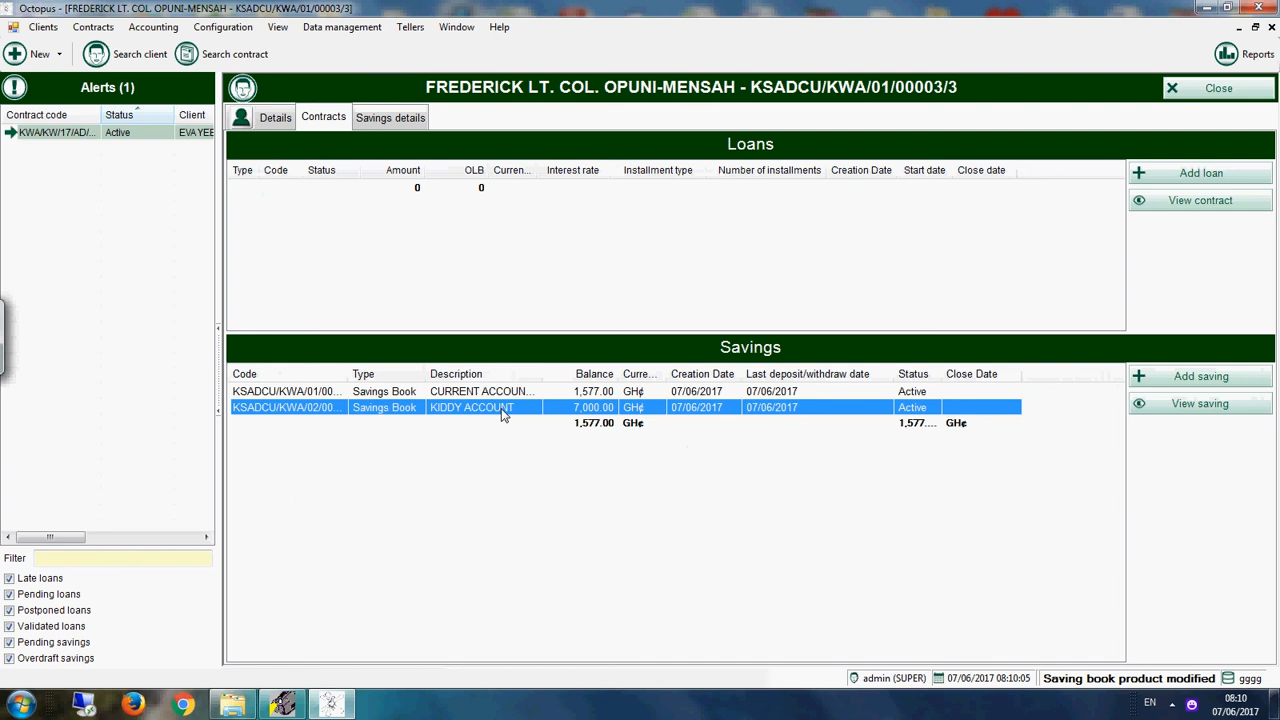 Octopus - [FREDERICK LT. COL. OPUNI-MENSAH - KSADCU/KWA/01/00003/3]
Clients Contracts Accounting Configuration View Data management Tellers Window Help
New Search client Search contract Reports
Alerts (1)
Contract code Status Client
KWA/KW/17/AD/... Active EVA YEE
Filter
Late loans
Pending loans
Postponed loans
Validated loans
Pending savings
Overdraft savings
FREDERICK LT. COL. OPUNI-MENSAH - KSADCU/KWA/01/00003/3
Close
Details Contracts Savings details
Loans
Type Code Status Amount OLB Curren... Interest rate Installment type Number of installments Creation Date Start date Close date
0 0
Add loan
View contract
Savings
Code Type Description Balance Curre... Creation Date Last deposit/withdraw date Status Close Date
KSADCU/KWA/01/00... Savings Book CURRENT ACCOUN... 1,577.00 GH¢ 07/06/2017 07/06/2017 Active
KSADCU/KWA/02/00... Savings Book KIDDY ACCOUNT 7,000.00 GH¢ 07/06/2017 07/06/2017 Active
1,577.00 GH¢ 1,577.... GH¢
Add saving
View saving
admin (SUPER) 07/06/2017 08:10:05 Saving book product modified gggg
EN 08:10
07/06/2017